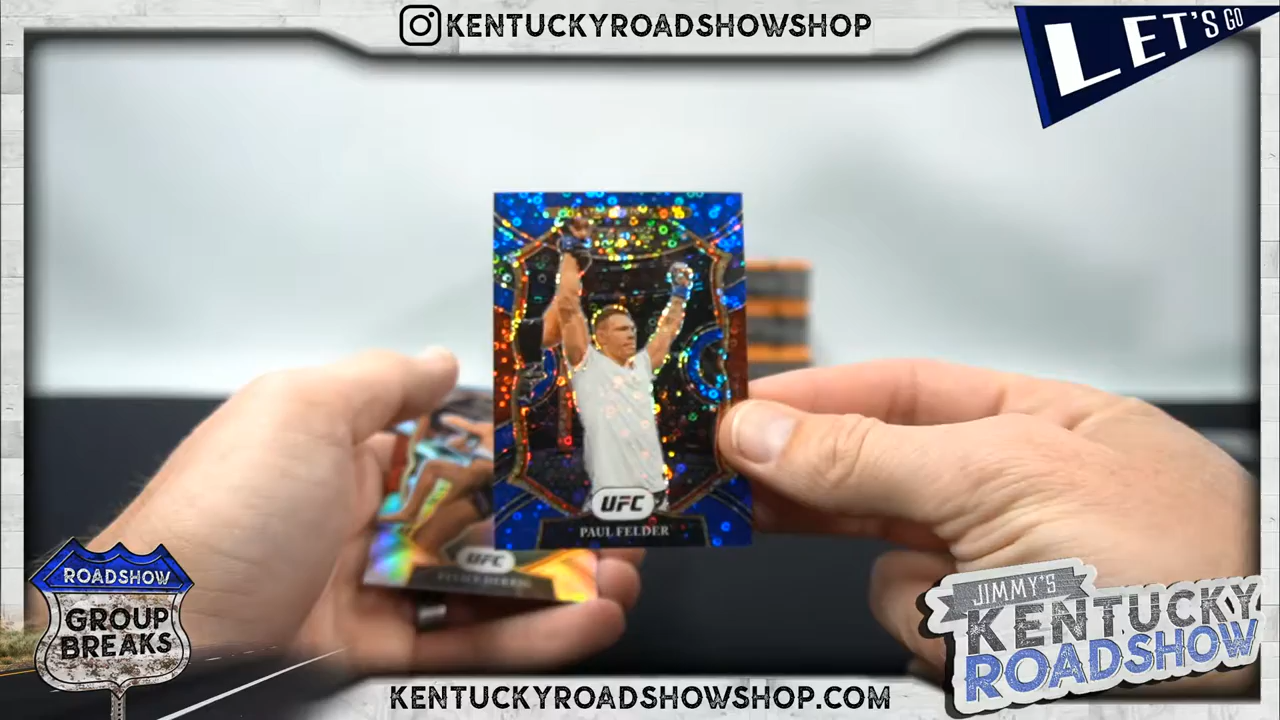 KENTUCKYROADSHOWSHOP
LET'S GO
UFC
PAUL FELDER
UFC
ROADSHOW
GROUP
BREAKS
JIMMY'S
KENTUCKY
ROADSHOW
KENTUCKYROADSHOWSHOP.COM